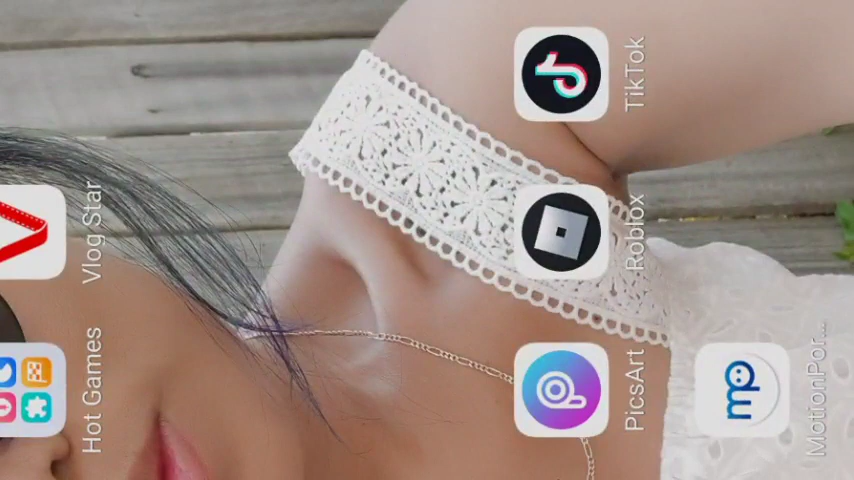 Vlog Star
Hot Games
TikTok
Roblox
PicsArt
MotionPor...